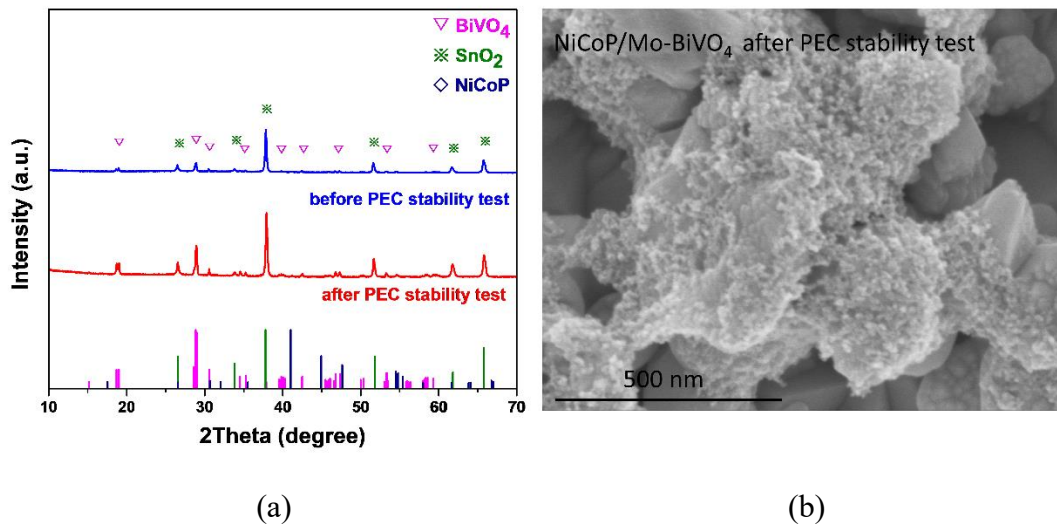 ▽ BiVO₄
※ SnO₂
◇ NiCoP
before PEC stability test
after PEC stability test
Intensity (a.u.)
10 20 30 40 50 60 70
2Theta (degree)
NiCoP/Mo-BiVO₄ after PEC stability test
500 nm
(a)
(b)